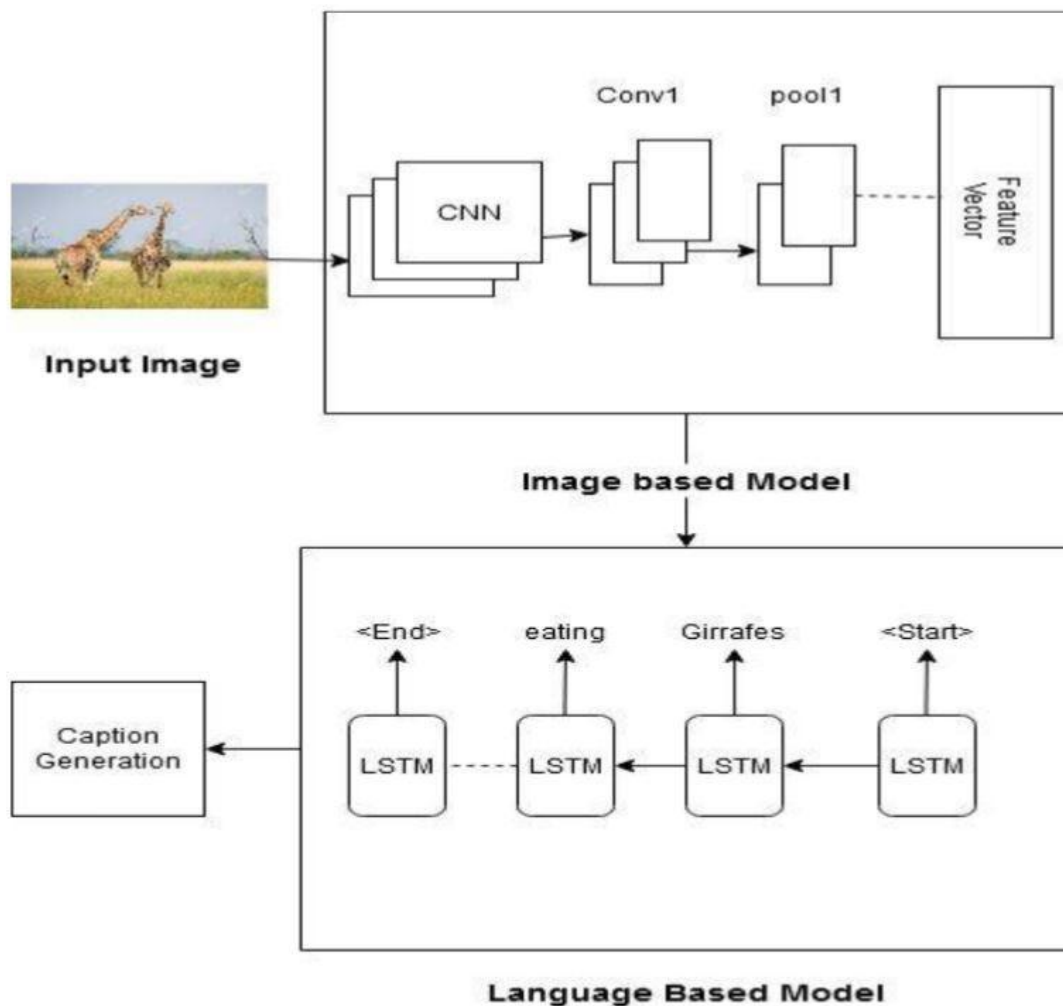 Conv1
pool1
CNN
Feature
Vector
Input Image
Image based Model
<End>
eating
Girrafes
<Start>
LSTM
LSTM
LSTM
LSTM
Caption
Generation
Language Based Model